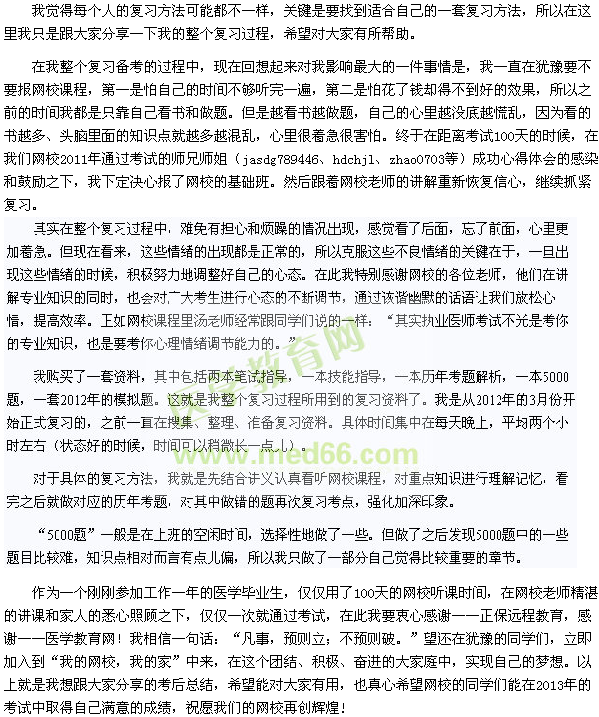 我觉得每个人的复习方法可能都不一样，关键是要找到适合自己的一套复习方法，所以在这
里我只是跟大家分享一下我的整个复习过程，希望对大家有所帮助。
在我整个复习备考的过程中，现在回想起来对我影响最大的一件事情是，我一直在犹豫要不
要报网校课程，第一是怕自己的时间不够听完一遍，第二是怕花了钱却得不到好的效果，所以之
前的时间我都是只靠自己看书和做题。但是越看书越做题，自己的心里越没底越慌乱，因为看的
书越多、头脑里面的知识点就越多越混乱，心里很着急很害怕。终于在距离考试100天的时候，在
我们网校2011年通过考试的师兄师姐（jasdg789446、hdchjl、zhao0703等）成功心得体会的感染
和鼓励之下，我下定决心报了网校的基础班。然后跟着网校老师的讲解重新恢复信心，继续抓紧
复习。
其实在整个复习过程中，难免有担心和烦躁的情况出现，感觉看了后面，忘了前面，心里更
加着急。但现在看来，这些情绪的出现都是正常的，所以克服这些不良情绪的关键在于，一旦出
现这些情绪的时候，积极努力地调整好自己的心态。在此我特别感谢网校的各位老师，他们在讲
解专业知识的同时，也会对广大考生进行心态的不断调节，通过诙谐幽默的话语让我们放松心
情，提高效率。正如网校课程里汤老师经常跟同学们说的一样：“其实执业医师考试不光是考你
的专业知识，也是要考你心理情绪调节能力的。”
我购买了一套资料，其中包括两本笔试指导，一本技能指导，一本历年考题解析，一本5000
题，一套2012年的模拟题。这就是我整个复习过程所用到的复习资料了。我是从2012年的3月份开
始正式复习的，之前一直在搜集、整理、准备复习资料。具体时间集中在每天晚上，平均两个小
时左右（状态好的时候，时间可以稍微长一点儿）。
对于具体的复习方法，我就是先结合讲义认真看听网校课程，对重点知识进行理解记忆，看
完之后就做对应的历年考题，对其中做错的题再次复习考点，强化加深印象。
“5000题”一般是在上班的空闲时间，选择性地做了一些。但做了之后发现5000题中的一些
题目比较难，知识点相对而言有点儿偏，所以我只做了一部分自己觉得比较重要的章节。
作为一个刚刚参加工作一年的医学毕业生，仅仅用了100天的网校听课时间，在网校老师精湛
的讲课和家人的悉心照顾之下，仅仅一次就通过考试，在此我要衷心感谢——正保远程教育，感
谢——医学教育网！我相信一句话：“凡事，预则立；不预则破。”望还在犹豫的同学们，立即
加入到“我的网校，我的家”中来，在这个团结、积极、奋进的大家庭中，实现自己的梦想。以
上就是我想跟大家分享的考后总结，希望能对大家有用，也真心希望网校的同学们能在2013年的
考试中取得自己满意的成绩，祝愿我们的网校再创辉煌！
医学教育网
www.med66.com